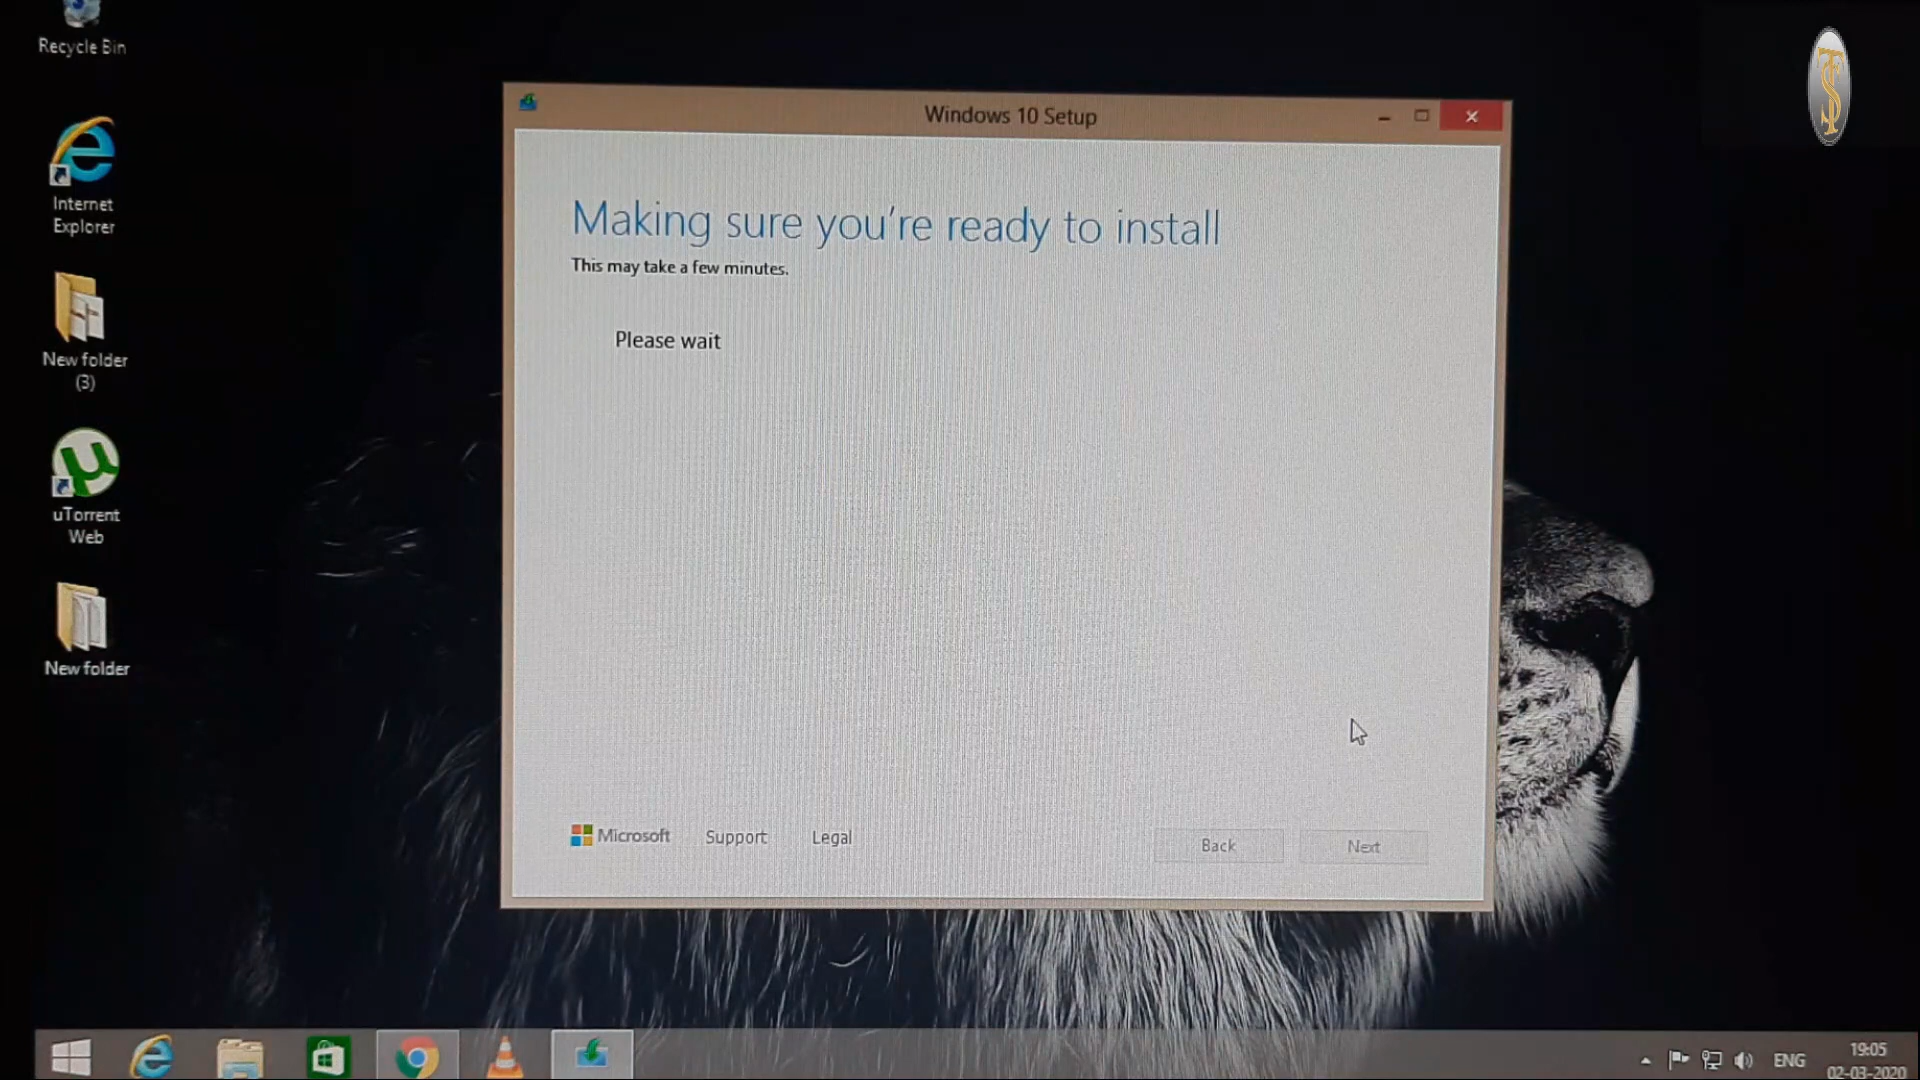 Recycle Bin
Internet
Explorer
New folder
(3)
uTorrent
Web
New folder
Windows 10 Setup
Making sure you're ready to install
This may take a few minutes.
Please wait
Microsoft
Support
Legal
Back
Next
ENG
19:05
02-03-2020